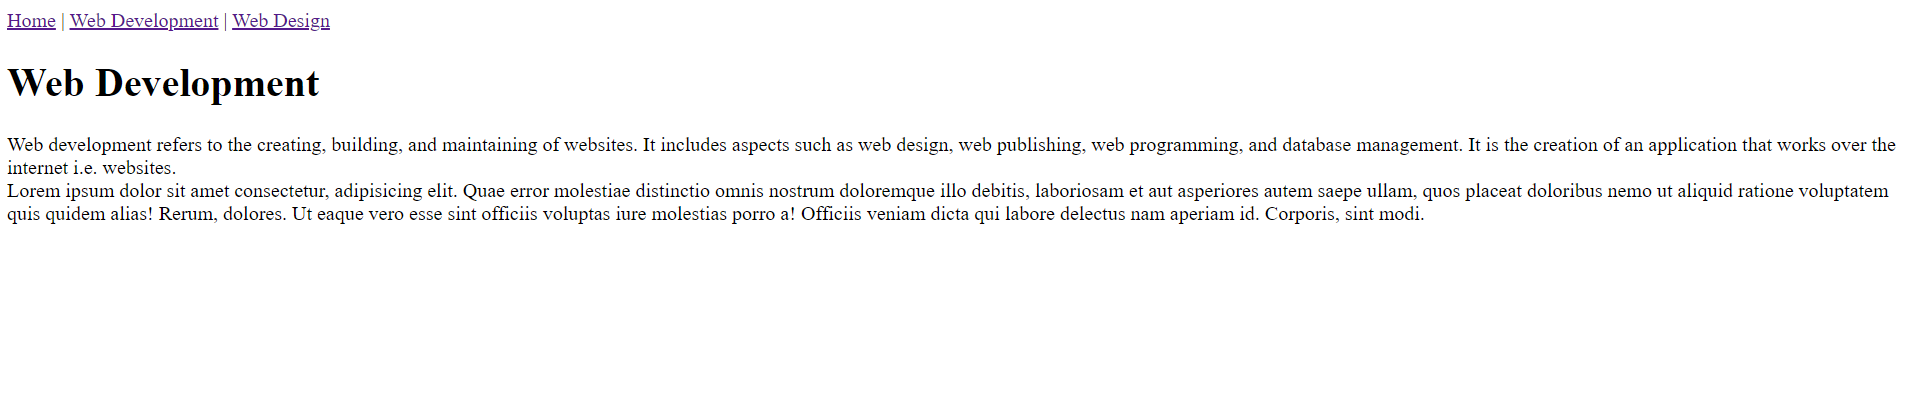 Home | Web Development | Web Design
Web Development
Web development refers to the creating, building, and maintaining of websites. It includes aspects such as web design, web publishing, web programming, and database management. It is the creation of an application that works over the
internet i.e. websites.
Lorem ipsum dolor sit amet consectetur, adipisicing elit. Quae error molestiae distinctio omnis nostrum doloremque illo debitis, laboriosam et aut asperiores autem saepe ullam, quos placeat doloribus nemo ut aliquid ratione voluptatem
quis quidem alias! Rerum, dolores. Ut eaque vero esse sint officiis voluptas iure molestias porro a! Officiis veniam dicta qui labore delectus nam aperiam id. Corporis, sint modi.